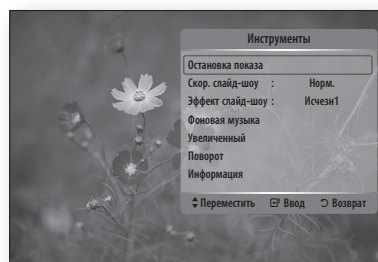 Инструменты
Остановка показа
Скор. слайд-шоу : Норм.
Эффект слайд-шоу : Исчезн1
Фоновая музыка
Увеличенный
Поворот
Информация
Переместить Ввод Возврат